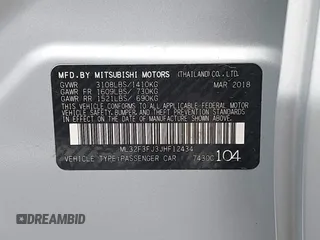 MFD.BY MITSUBISHI MOTORS (THAILAND)CO.,LTD.
GVWR 3108LBS/1410KG MAR 2018
GAWR FR 1609LBS/ 730KG
GAWR RR 1521LBS/ 690KG
THIS VEHICLE CONFORMS TO ALL APPLICABLE
FEDERAL MOTOR VEHICLE SAFETY,
BUMPER, AND THEFT PREVENTION STANDARDS
IN EFFECT ON THE DATE OF MANUFACTURE
SHOWN ABOVE.
ML32F3FJ3JHF12434
VEHICLE TYPE:PASSENGER CAR 74300 104
DREAMBID